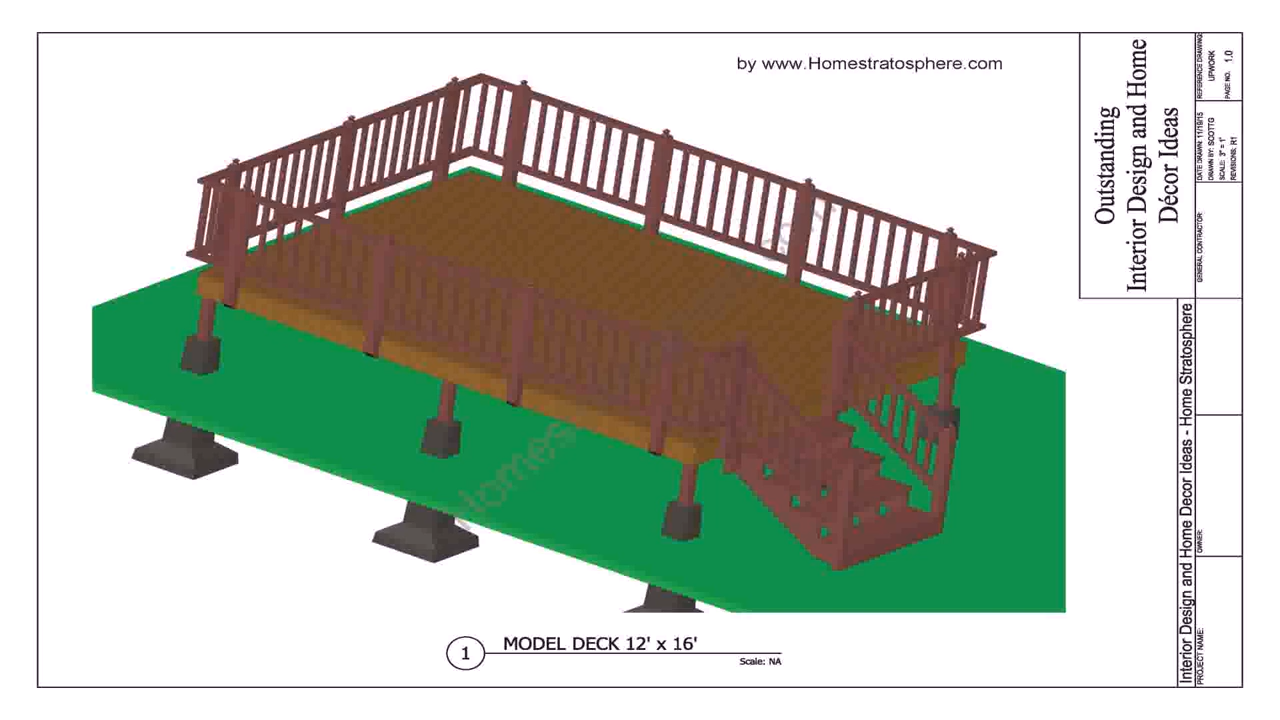 by www.Homestratosphere.com
Outstanding
Interior Design and Home
Décor Ideas
REFERENCE DRAWING:
UPWORK
PAGE NO. 1.0
DATE DRAWN: 11/19/15
DRAWN BY: SCOTTG
SCALE: 3" = 1'
REVISIONS: R1
GENERAL CONTRACTOR:
OWNER:
Interior Design and Home Decor Ideas - Home Stratosphere
PROJECT NAME:
1
MODEL DECK 12' x 16'
Scale: NA